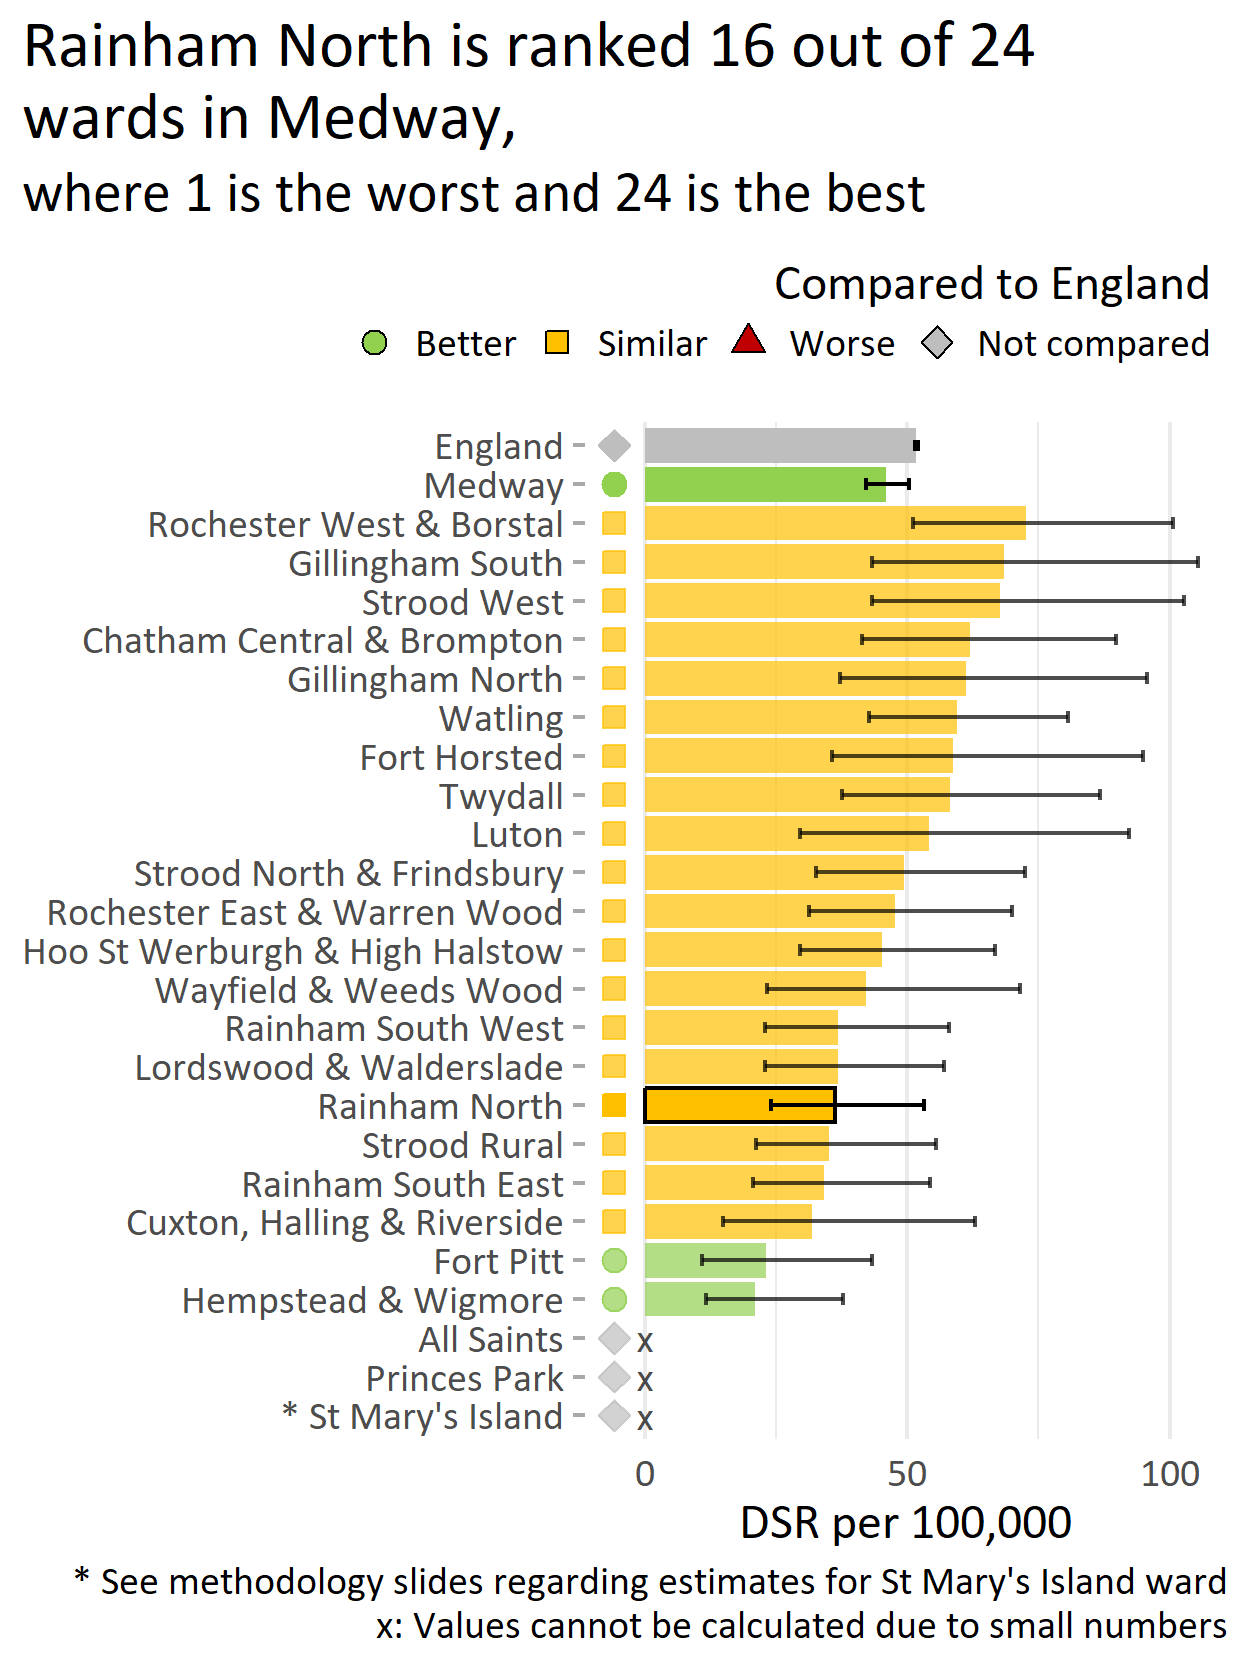 Rainham North is ranked 16 out of 24
wards in Medway,
where 1 is the worst and 24 is the best
Compared to England
Better Similar Worse Not compared
England
Medway
Rochester West & Borstal
Gillingham South
Strood West
Chatham Central & Brompton
Gillingham North
Watling
Fort Horsted
Twydall
Luton
Strood North & Frindsbury
Rochester East & Warren Wood
Hoo St Werburgh & High Halstow
Wayfield & Weeds Wood
Rainham South West
Lordswood & Walderslade
Rainham North
Strood Rural
Rainham South East
Cuxton, Halling & Riverside
Fort Pitt
Hempstead & Wigmore
All Saints x
Princes Park x
* St Mary's Island x
0 50 100
DSR per 100,000
* See methodology slides regarding estimates for St Mary's Island ward
x: Values cannot be calculated due to small numbers